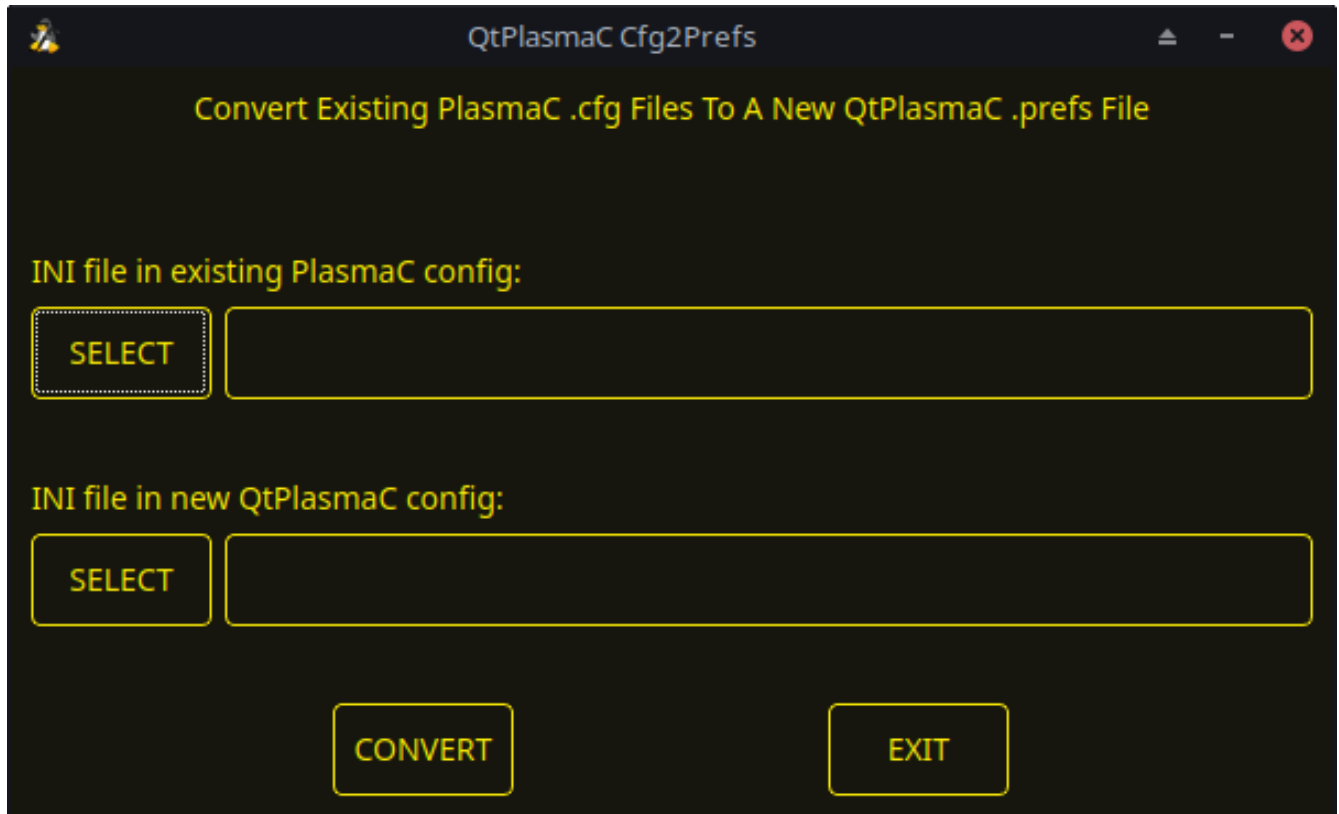 QtPlasmaC Cfg2Prefs
Convert Existing PlasmaC .cfg Files To A New QtPlasmaC .prefs File
INI file in existing PlasmaC config:
SELECT
INI file in new QtPlasmaC config:
SELECT
CONVERT EXIT